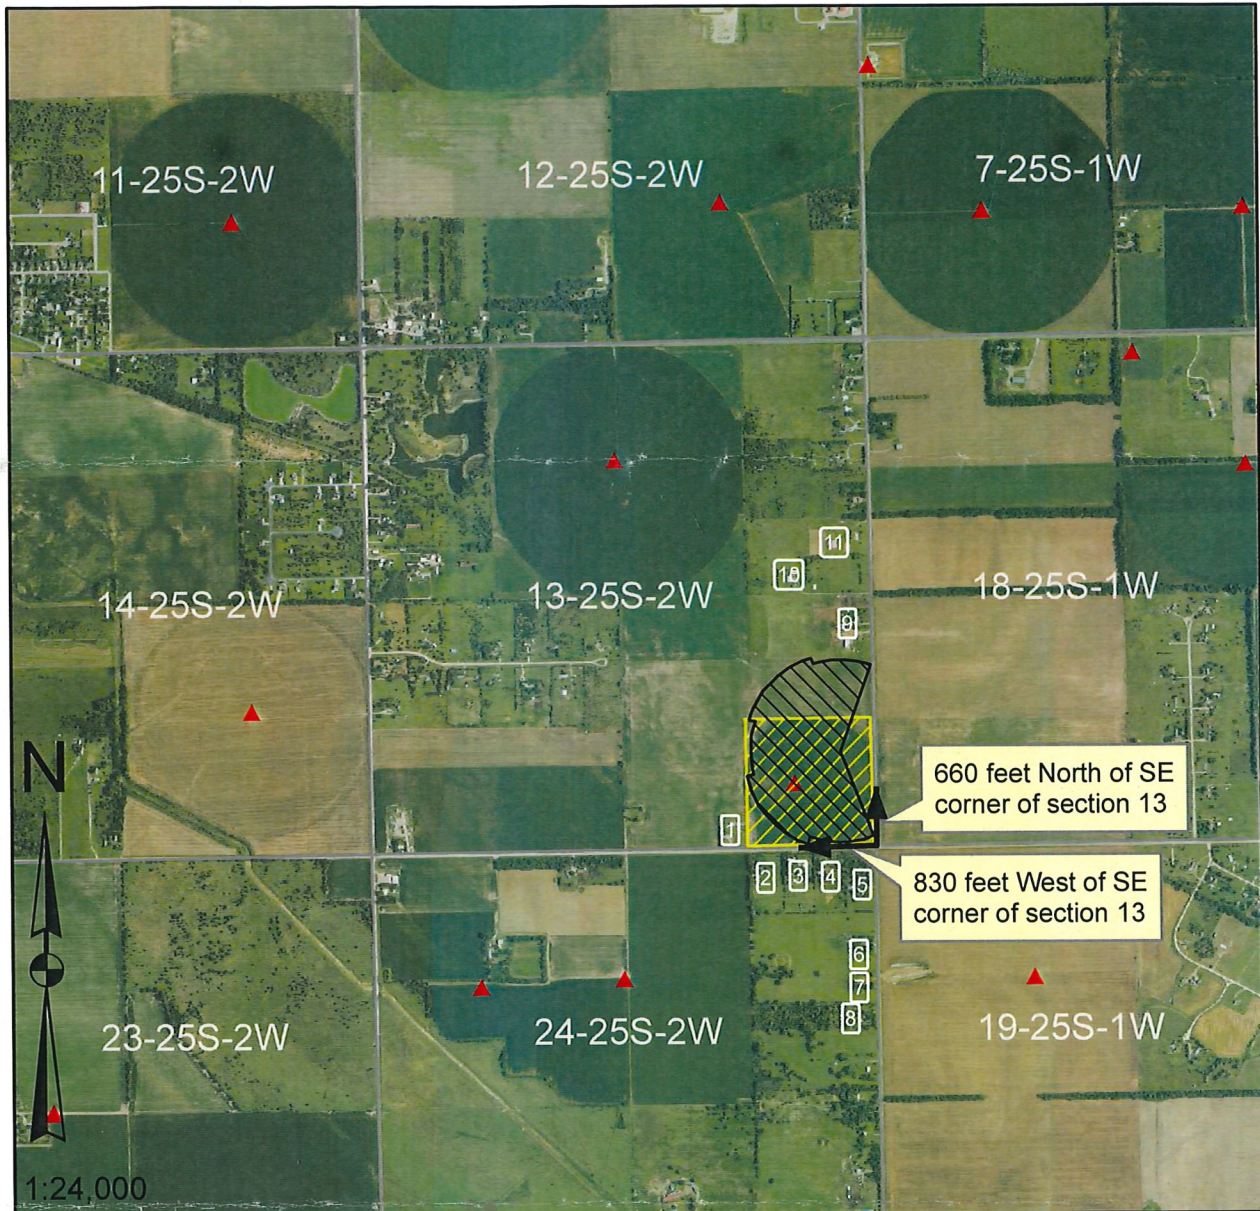 11-25S-2W
12-25S-2W
7-25S-1W
11
10
14-25S-2W
13-25S-2W
18-25S-1W
9
N
660 feet North of SE
corner of section 13
1
2
3
4
5
830 feet West of SE
corner of section 13
6
7
8
23-25S-2W
24-25S-2W
19-25S-1W
1:24,000